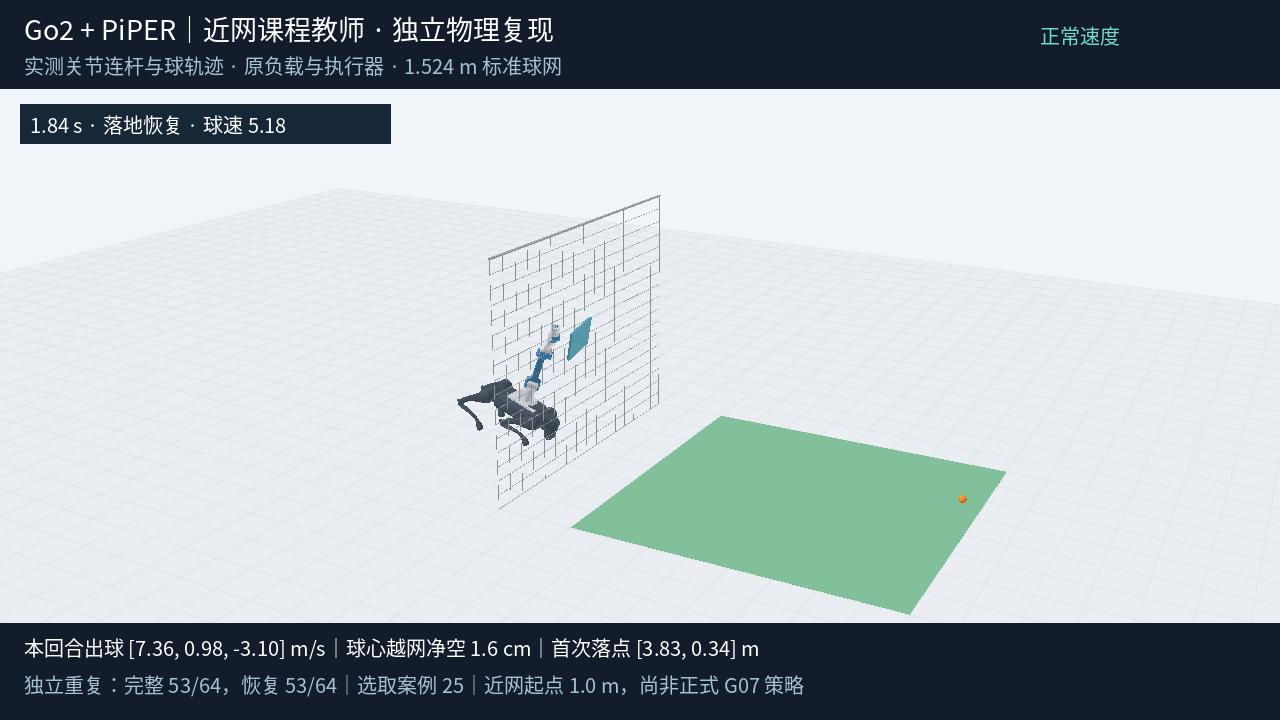 Go2 + PiPER｜近网课程教师 · 独立物理复现
正常速度
实测关节连杆与球轨迹 · 原负载与执行器 · 1.524 m 标准球网
1.84 s · 落地恢复 · 球速 5.18
本回合出球 [7.36, 0.98, -3.10] m/s｜球心越网净空 1.6 cm｜首次落点 [3.83, 0.34] m
独立重复：完整 53/64，恢复 53/64｜选取案例 25｜近网起点 1.0 m，尚非正式 G07 策略